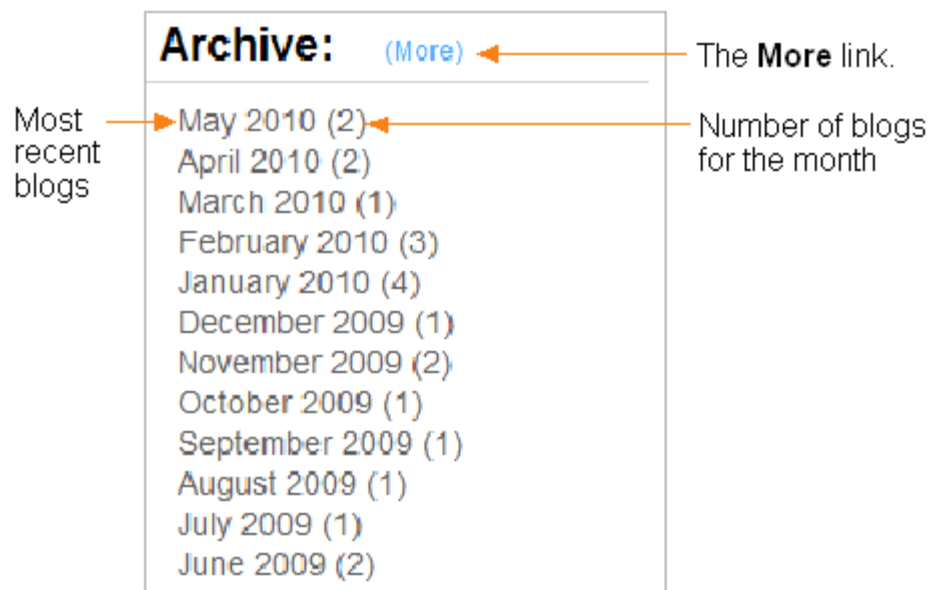 Archive: (More)
The More link.
Most
recent
blogs
May 2010 (2)
Number of blogs
for the month
April 2010 (2)
March 2010 (1)
February 2010 (3)
January 2010 (4)
December 2009 (1)
November 2009 (2)
October 2009 (1)
September 2009 (1)
August 2009 (1)
July 2009 (1)
June 2009 (2)